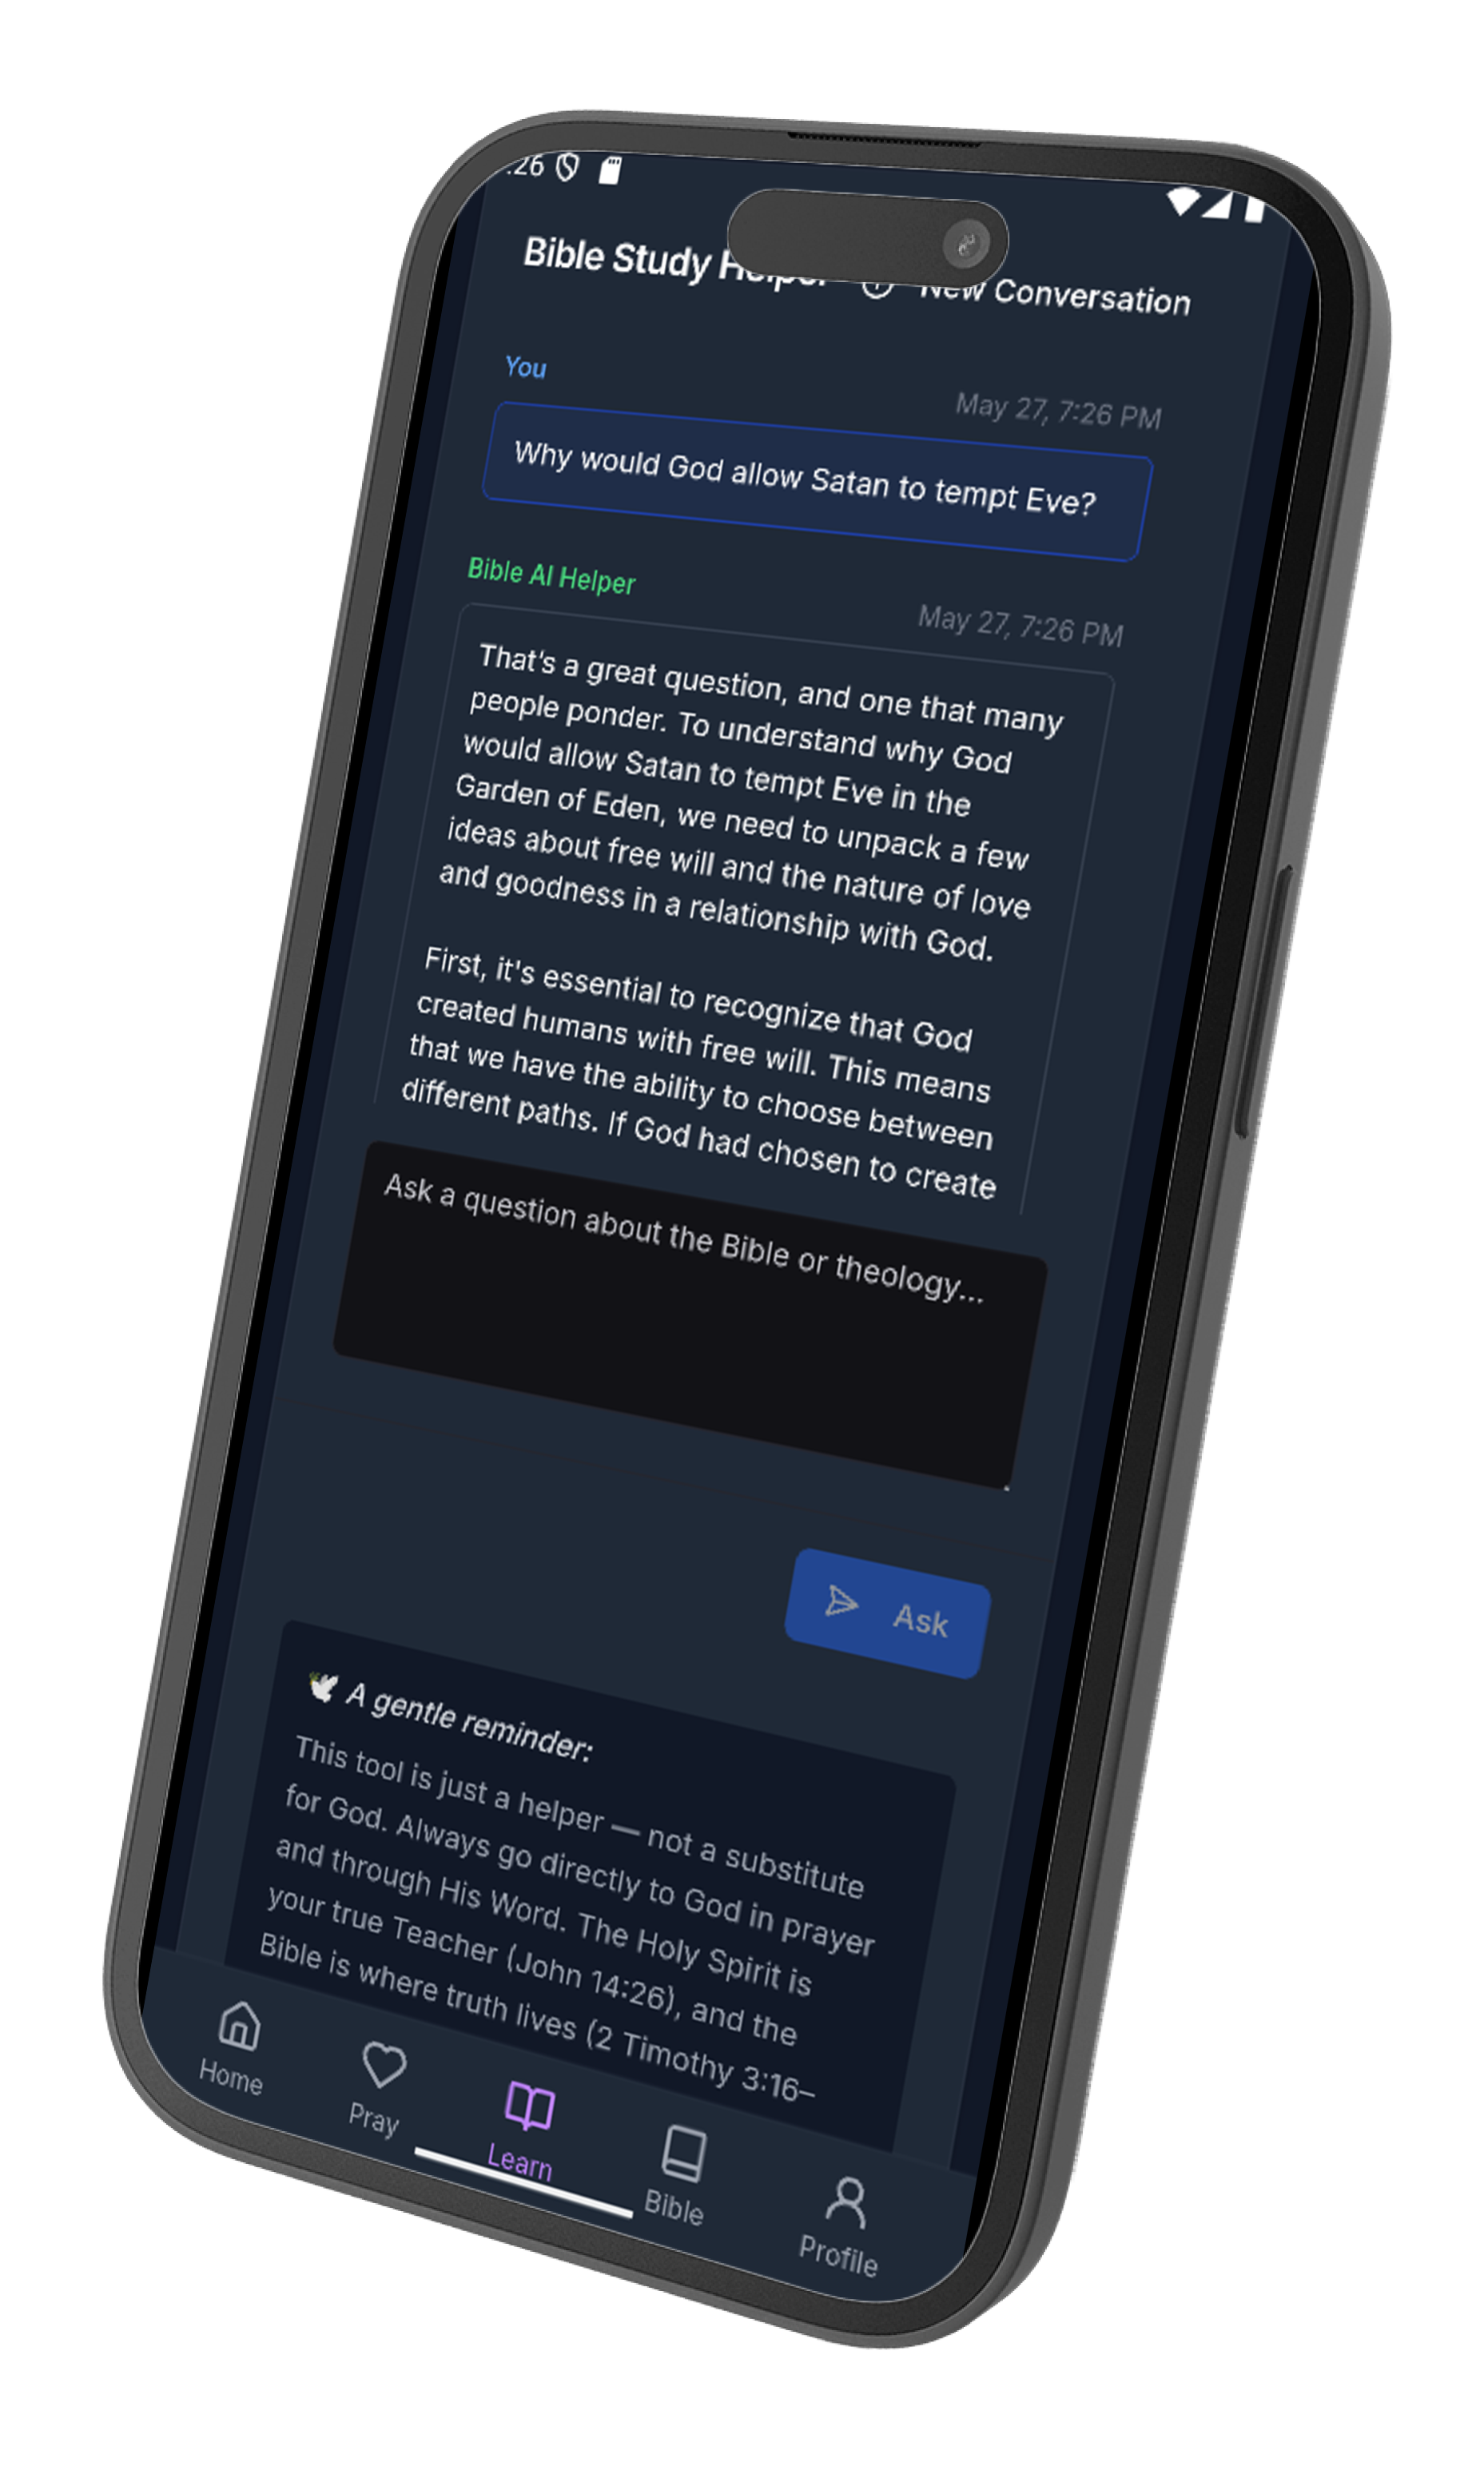 :26
Bible Study Helper
New Conversation
You
May 27, 7:26 PM
Why would God allow Satan to tempt Eve?
Bible AI Helper
May 27, 7:26 PM
That's a great question, and one that many
people ponder. To understand why God
would allow Satan to tempt Eve in the
Garden of Eden, we need to unpack a few
ideas about free will and the nature of love
and goodness in a relationship with God.
First, it's essential to recognize that God
created humans with free will. This means
that we have the ability to choose between
different paths. If God had chosen to create
Ask a question about the Bible or theology...
Ask
A gentle reminder:
This tool is just a helper — not a substitute
for God. Always go directly to God in prayer
and through His Word. The Holy Spirit is
your true Teacher (John 14:26), and the
Bible is where truth lives (2 Timothy 3:16–
Home
Pray
Learn
Bible
Profile